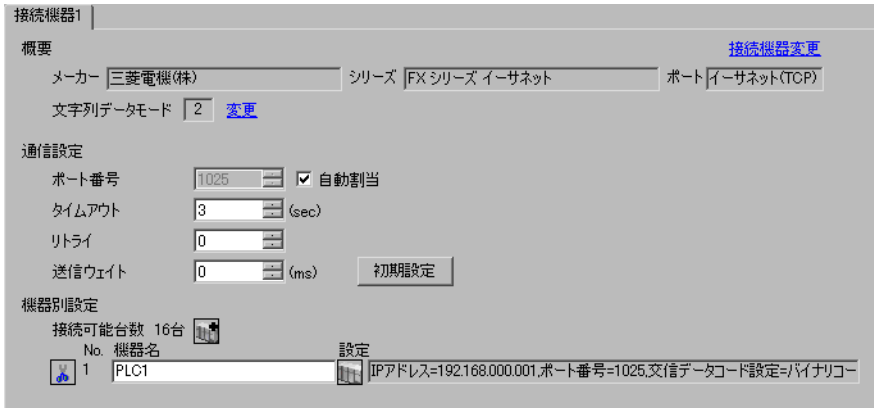 接続機器1
概要 接続機器変更
メーカー 三菱電機(株) シリーズ FX シリーズ イーサネット ポート イーサネット(TCP)
文字列データモード 2 変更
通信設定
ポート番号 1025 自動割当
タイムアウト 3 (sec)
リトライ 0
送信ウェイト 0 (ms) 初期設定
機器別設定
接続可能台数 16台
No. 機器名 設定
1 PLC1 IPアドレス=192.168.000.001,ポート番号=1025,交信データコード設定=バイナリコー